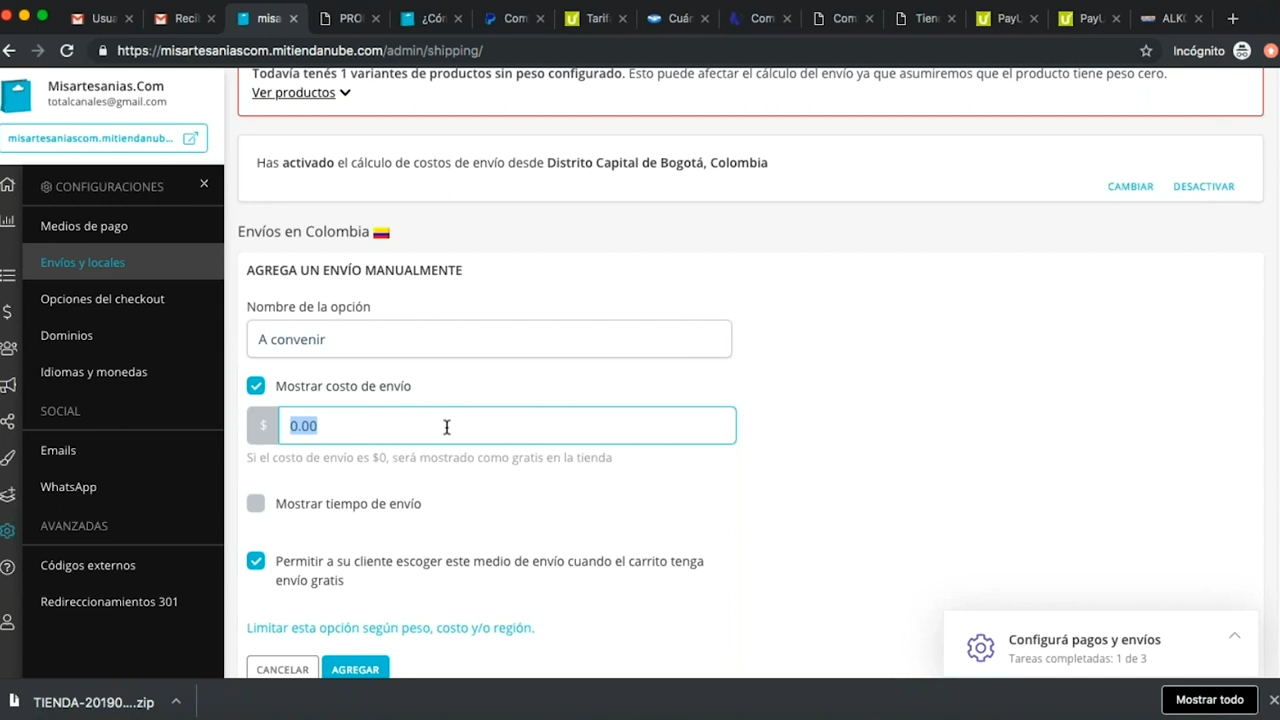 Usua
Recil
misa
PROI
¿Có
Com
Tarifa
Cuár
Com
Com
Tiend
PayU
PayU
ALKO
https://misartesaniascom.mitiendanube.com/admin/shipping/
Incógnito
Misartesanias.Com
totalcanales@gmail.com
misartesaniascom.mitiendanub...
CONFIGURACIONES
Medios de pago
Envíos y locales
Opciones del checkout
Dominios
Idiomas y monedas
SOCIAL
Emails
WhatsApp
AVANZADAS
Códigos externos
Redireccionamientos 301
Todavía tenés 1 variantes de productos sin peso configurado. Esto puede afectar el cálculo del envío ya que asumiremos que el producto tiene peso cero.
Ver productos
Has activado el cálculo de costos de envío desde Distrito Capital de Bogotá, Colombia
CAMBIAR
DESACTIVAR
Envíos en Colombia
AGREGA UN ENVÍO MANUALMENTE
Nombre de la opción
A convenir
Mostrar costo de envío
$ 0.00
Si el costo de envío es $0, será mostrado como gratis en la tienda
Mostrar tiempo de envío
Permitir a su cliente escoger este medio de envío cuando el carrito tenga
envío gratis
Limitar esta opción según peso, costo y/o región.
CANCELAR
AGREGAR
Configurá pagos y envíos
Tareas completadas: 1 de 3
TIENDA-20190....zip
Mostrar todo